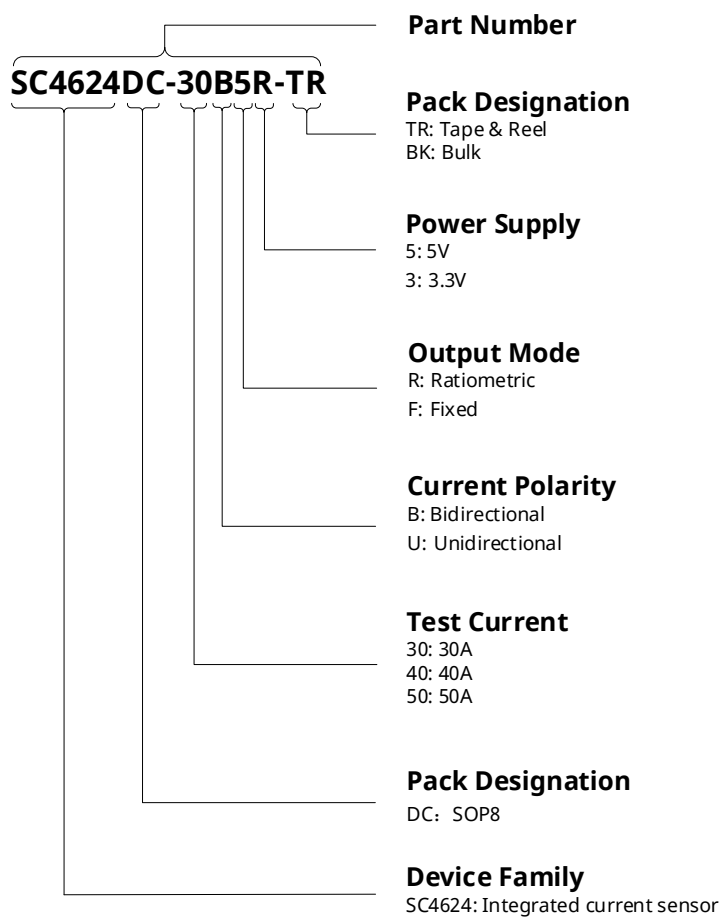 Part Number
SC4624DC-30B5R-TR
Pack Designation
TR: Tape & Reel
BK: Bulk
Power Supply
5: 5V
3: 3.3V
Output Mode
R: Ratiometric
F: Fixed
Current Polarity
B: Bidirectional
U: Unidirectional
Test Current
30: 30A
40: 40A
50: 50A
Pack Designation
DC：SOP8
Device Family
SC4624: Integrated current sensor